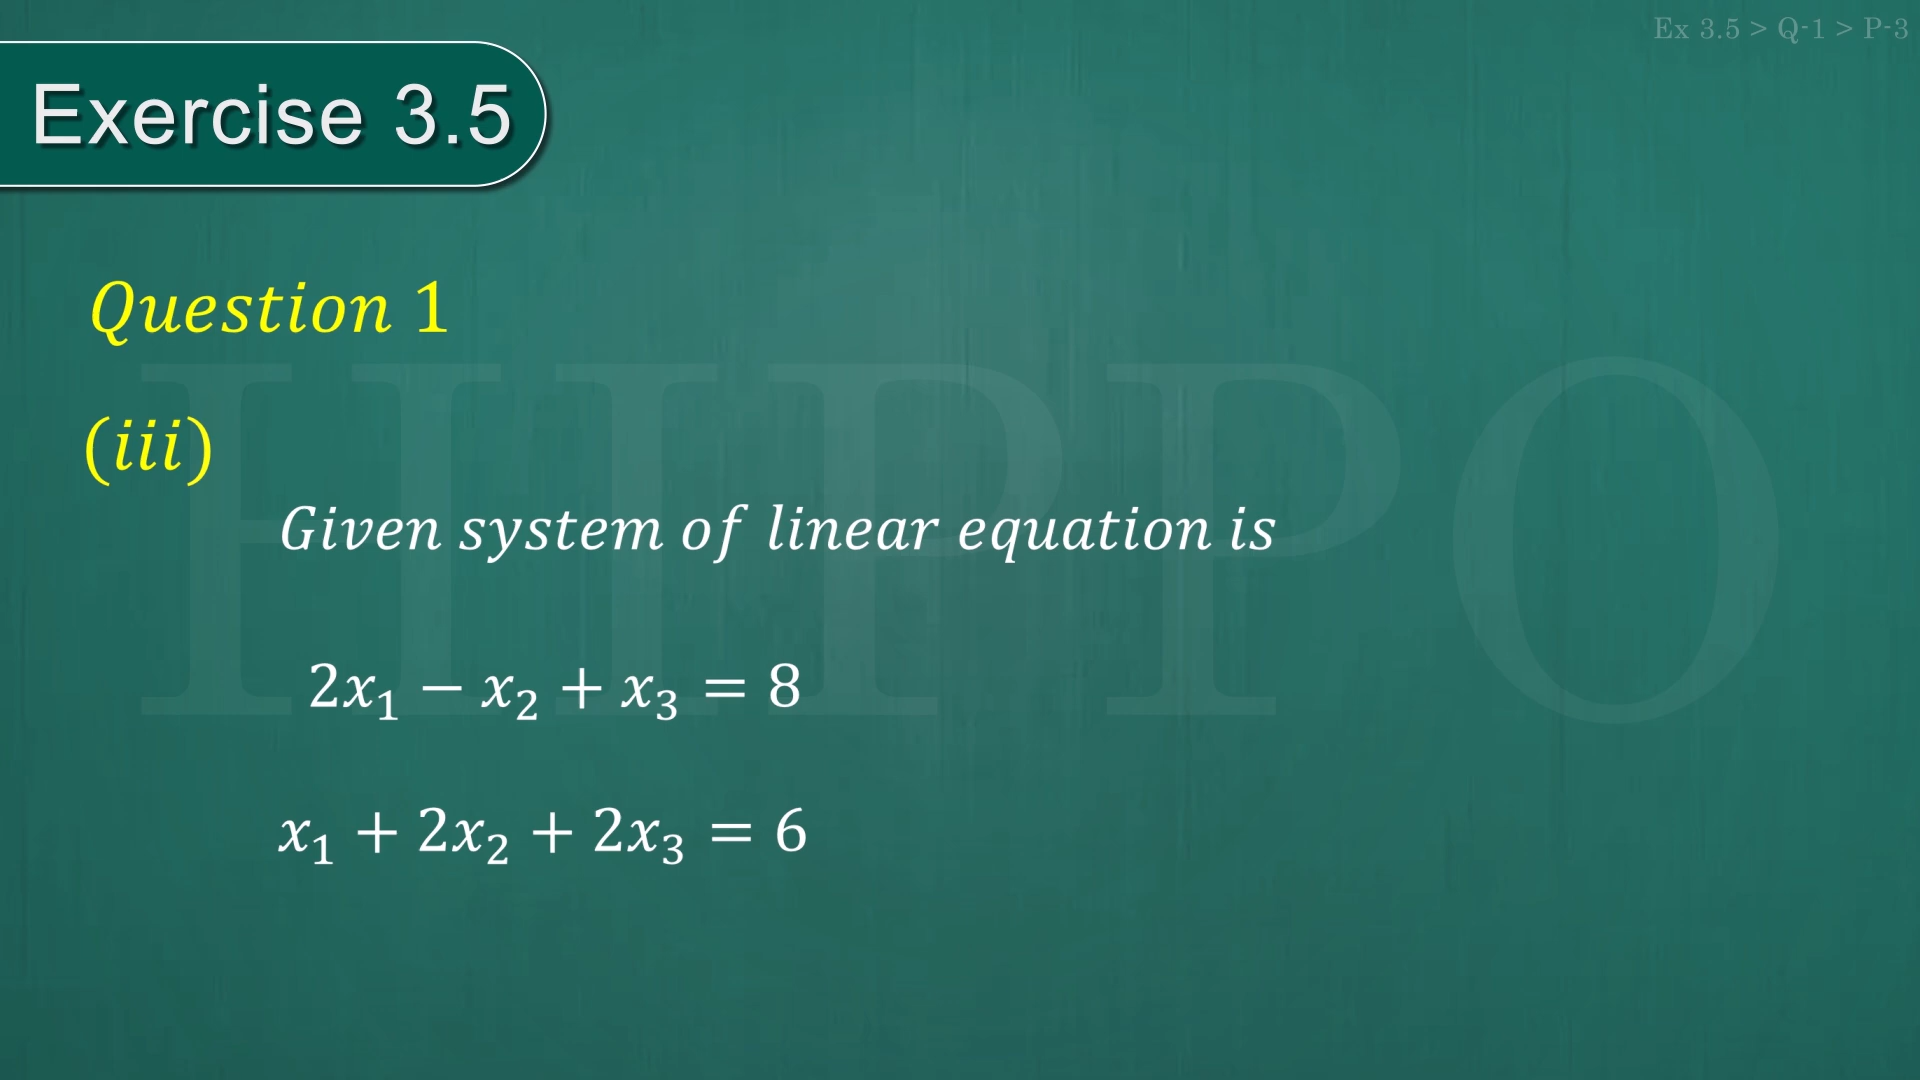 Ex 3.5 > Q-1 > P-3
Exercise 3.5
Question 1
(iii)
HIPPO
Given system of linear equation is
2x₁ − x₂ + x₃ = 8
x₁ + 2x₂ + 2x₃ = 6